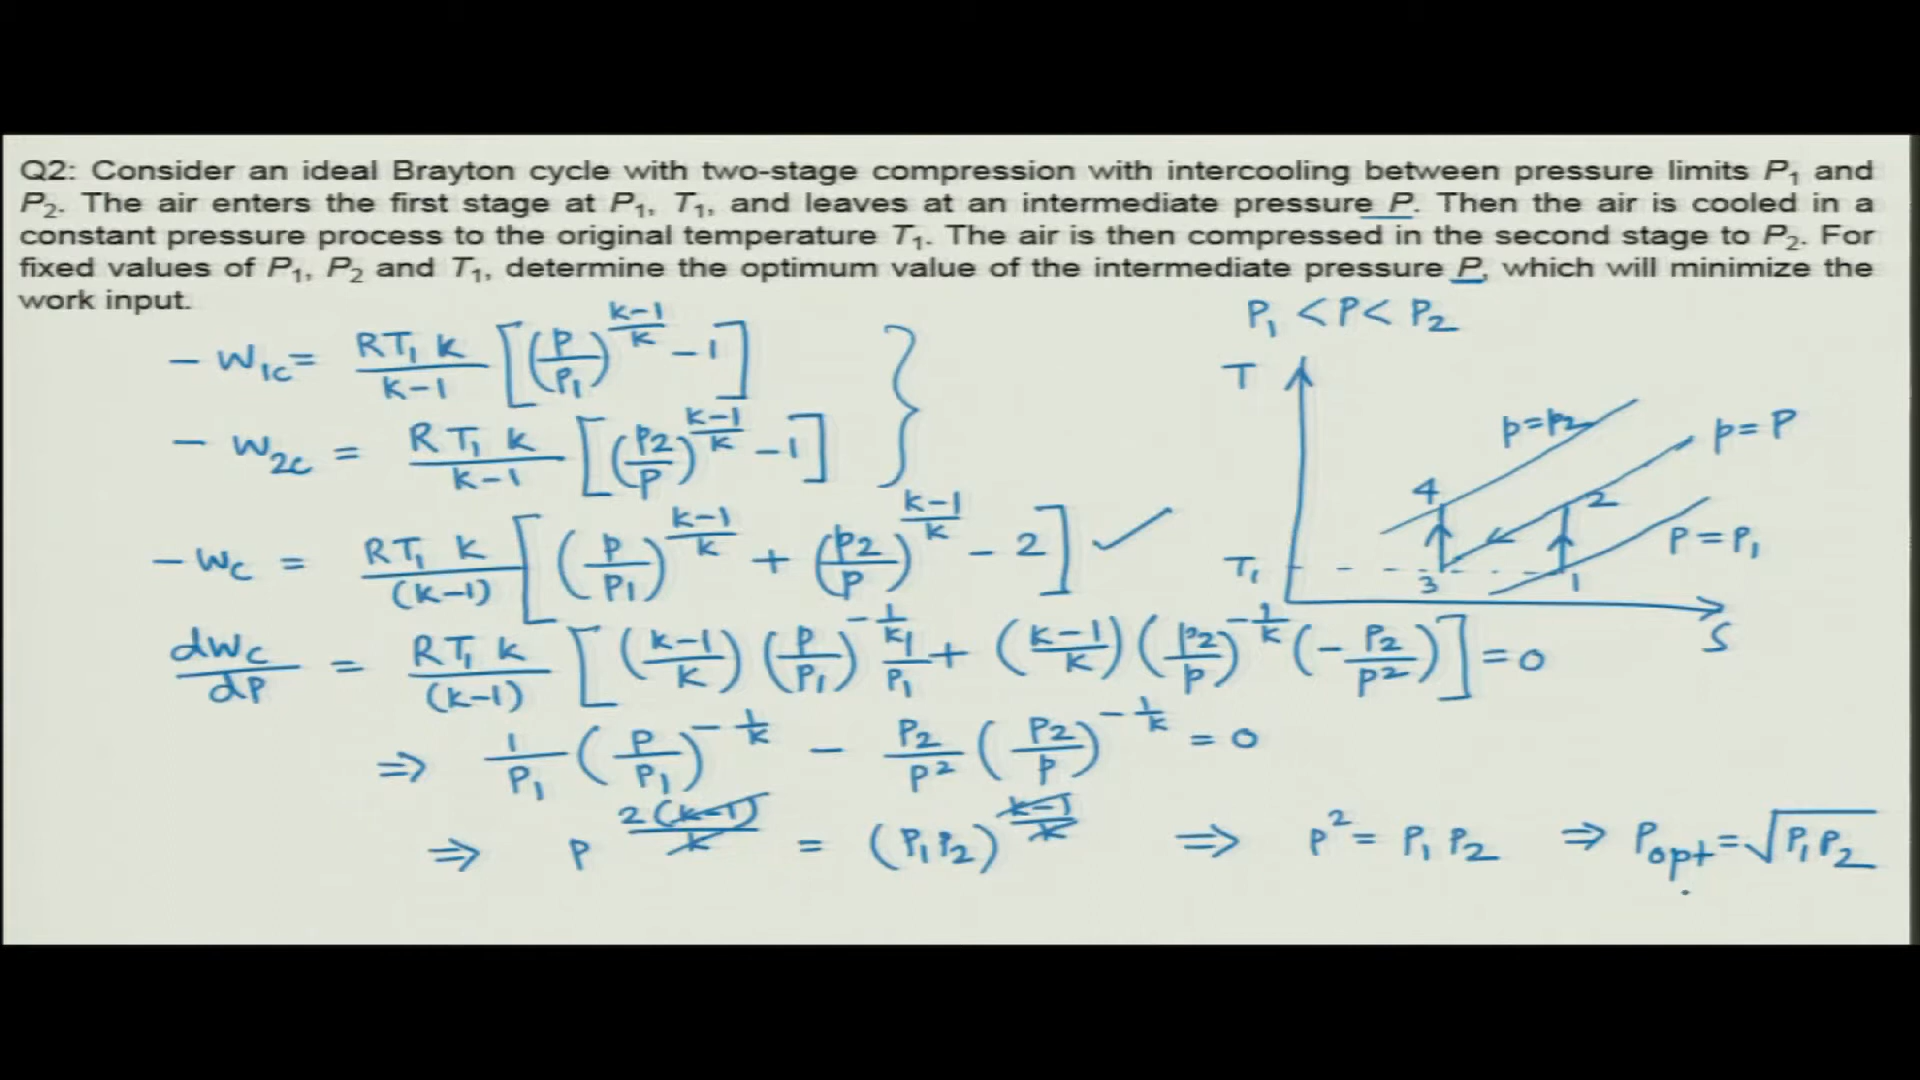 Q2: Consider an ideal Brayton cycle with two-stage compression with intercooling between pressure limits P₁ and
P₂. The air enters the first stage at P₁, T₁, and leaves at an intermediate pressure P. Then the air is cooled in a
constant pressure process to the original temperature T₁. The air is then compressed in the second stage to P₂. For
fixed values of P₁, P₂ and T₁, determine the optimum value of the intermediate pressure P, which will minimize the
work input.
P₁ < P < P₂
- W₁c = RT₁ k / k-1 [(P/P₁)^(k-1/k) - 1]
- W₂c = RT₁ k / k-1 [(P2/P)^(k-1/k) - 1]
- Wc = RT₁ k / (k-1) [(P/P₁)^(k-1/k) + (P2/P)^(k-1/k) - 2] ✓
dWc/dP = RT₁ k / (k-1) [(k-1/k) (P/P₁)^(-1/k) 1/P₁ + (k-1/k) (P2/P)^(-1/k) (-P2/P²)] = 0
⇒ 1/P₁ (P/P₁)^(-1/k) - P2/P² (P2/P)^(-1/k) = 0
⇒ P^(2(k-1)/k) = (P₁P2)^(k-1/k) ⇒ P² = P₁ P2 ⇒ Popt = √P₁P2
T
p=P2
p=P
4
2
P=P₁
T₁
3
1
S